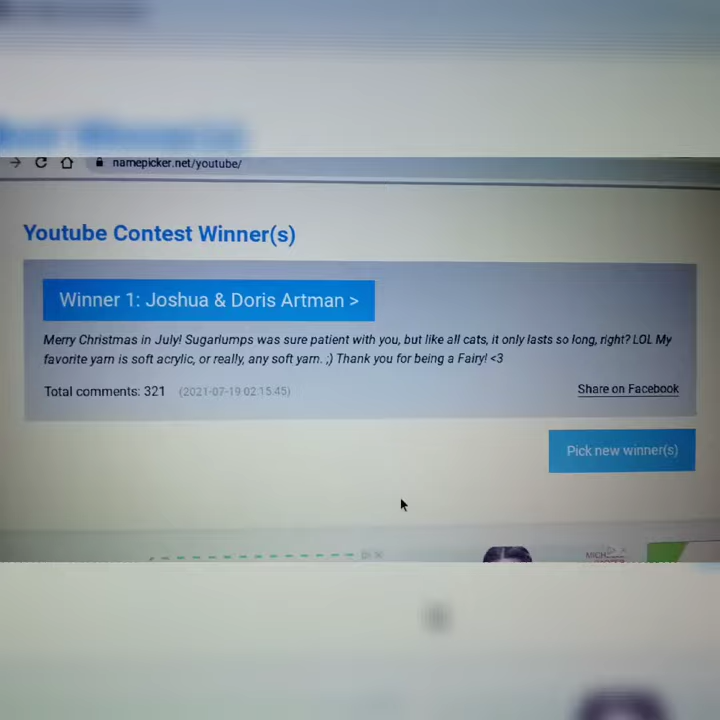 namepicker.net/youtube/
Youtube Contest Winner(s)
Winner 1: Joshua & Doris Artman >
Merry Christmas in July! Sugarlumps was sure patient with you, but like all cats, it only lasts so long, right? LOL My
favorite yarn is soft acrylic, or really, any soft yarn. ;) Thank you for being a Fairy! <3
Total comments: 321 (2021-07-19 02:15:45)
Share on Facebook
Pick new winner(s)